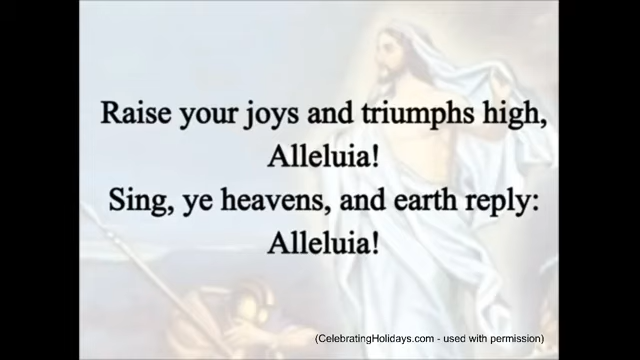 Raise your joys and triumphs high,
Alleluia!
Sing, ye heavens, and earth reply:
Alleluia!
(CelebratingHolidays.com - used with permission)